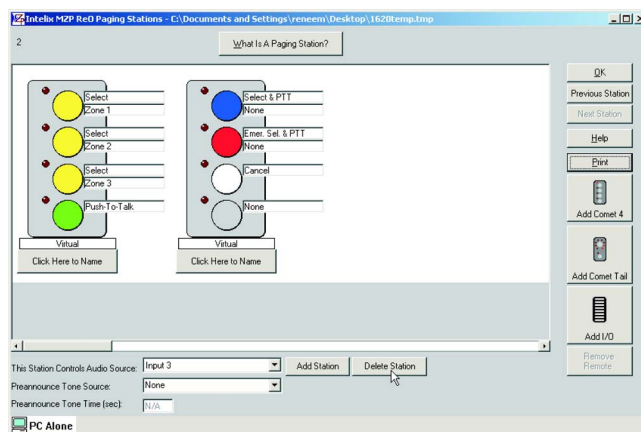 Intelix MZP ReO Paging Stations - C:\Documents and Settings\reneem\Desktop\1620temp.tmp
2
What Is A Paging Station?
Select
Zone 1
Select
Zone 2
Select
Zone 3
Push-To-Talk
Virtual
Click Here to Name
Select & PTT
None
Emer. Sel. & PTT
None
Cancel
None
Virtual
Click Here to Name
OK
Previous Station
Next Station
Help
Print
Add Comet 4
Add Comet Tail
Add I/O
Remove
Remote
This Station Controls Audio Source: Input 3 Add Station Delete Station
Preannounce Tone Source: None
Preannounce Tone Time (sec): N/A
PC Alone